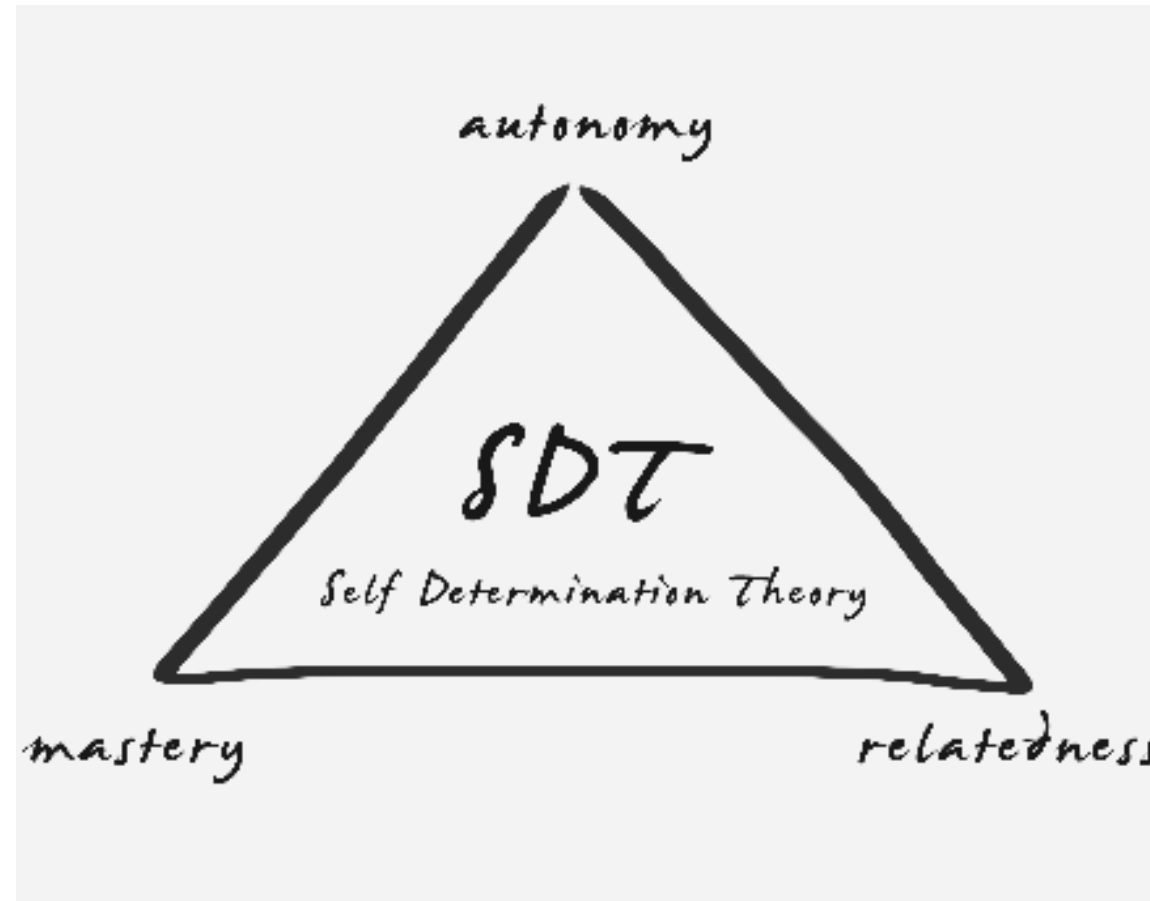 autonomy
SDT
Self Determination Theory
mastery
relatedness